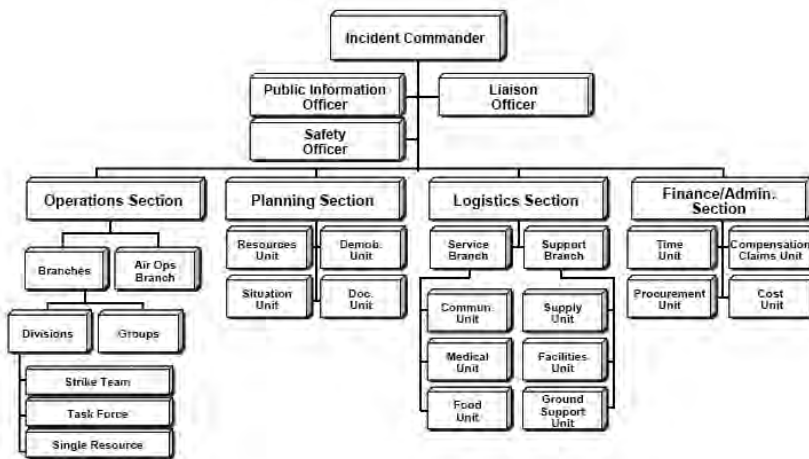 Incident Commander
Public Information
Officer
Liaison
Officer
Safety
Officer
Operations Section
Planning Section
Logistics Section
Finance/Admin.
Section
Branches
Air Ops
Branch
Resources
Unit
Demob.
Unit
Service
Branch
Support
Branch
Time
Unit
Compensation
Claims Unit
Situation
Unit
Doc.
Unit
Procurement
Unit
Cost
Unit
Divisions
Groups
Commun.
Unit
Supply
Unit
Strike Team
Task Force
Single Resource
Medical
Unit
Facilities
Unit
Food
Unit
Ground
Support
Unit